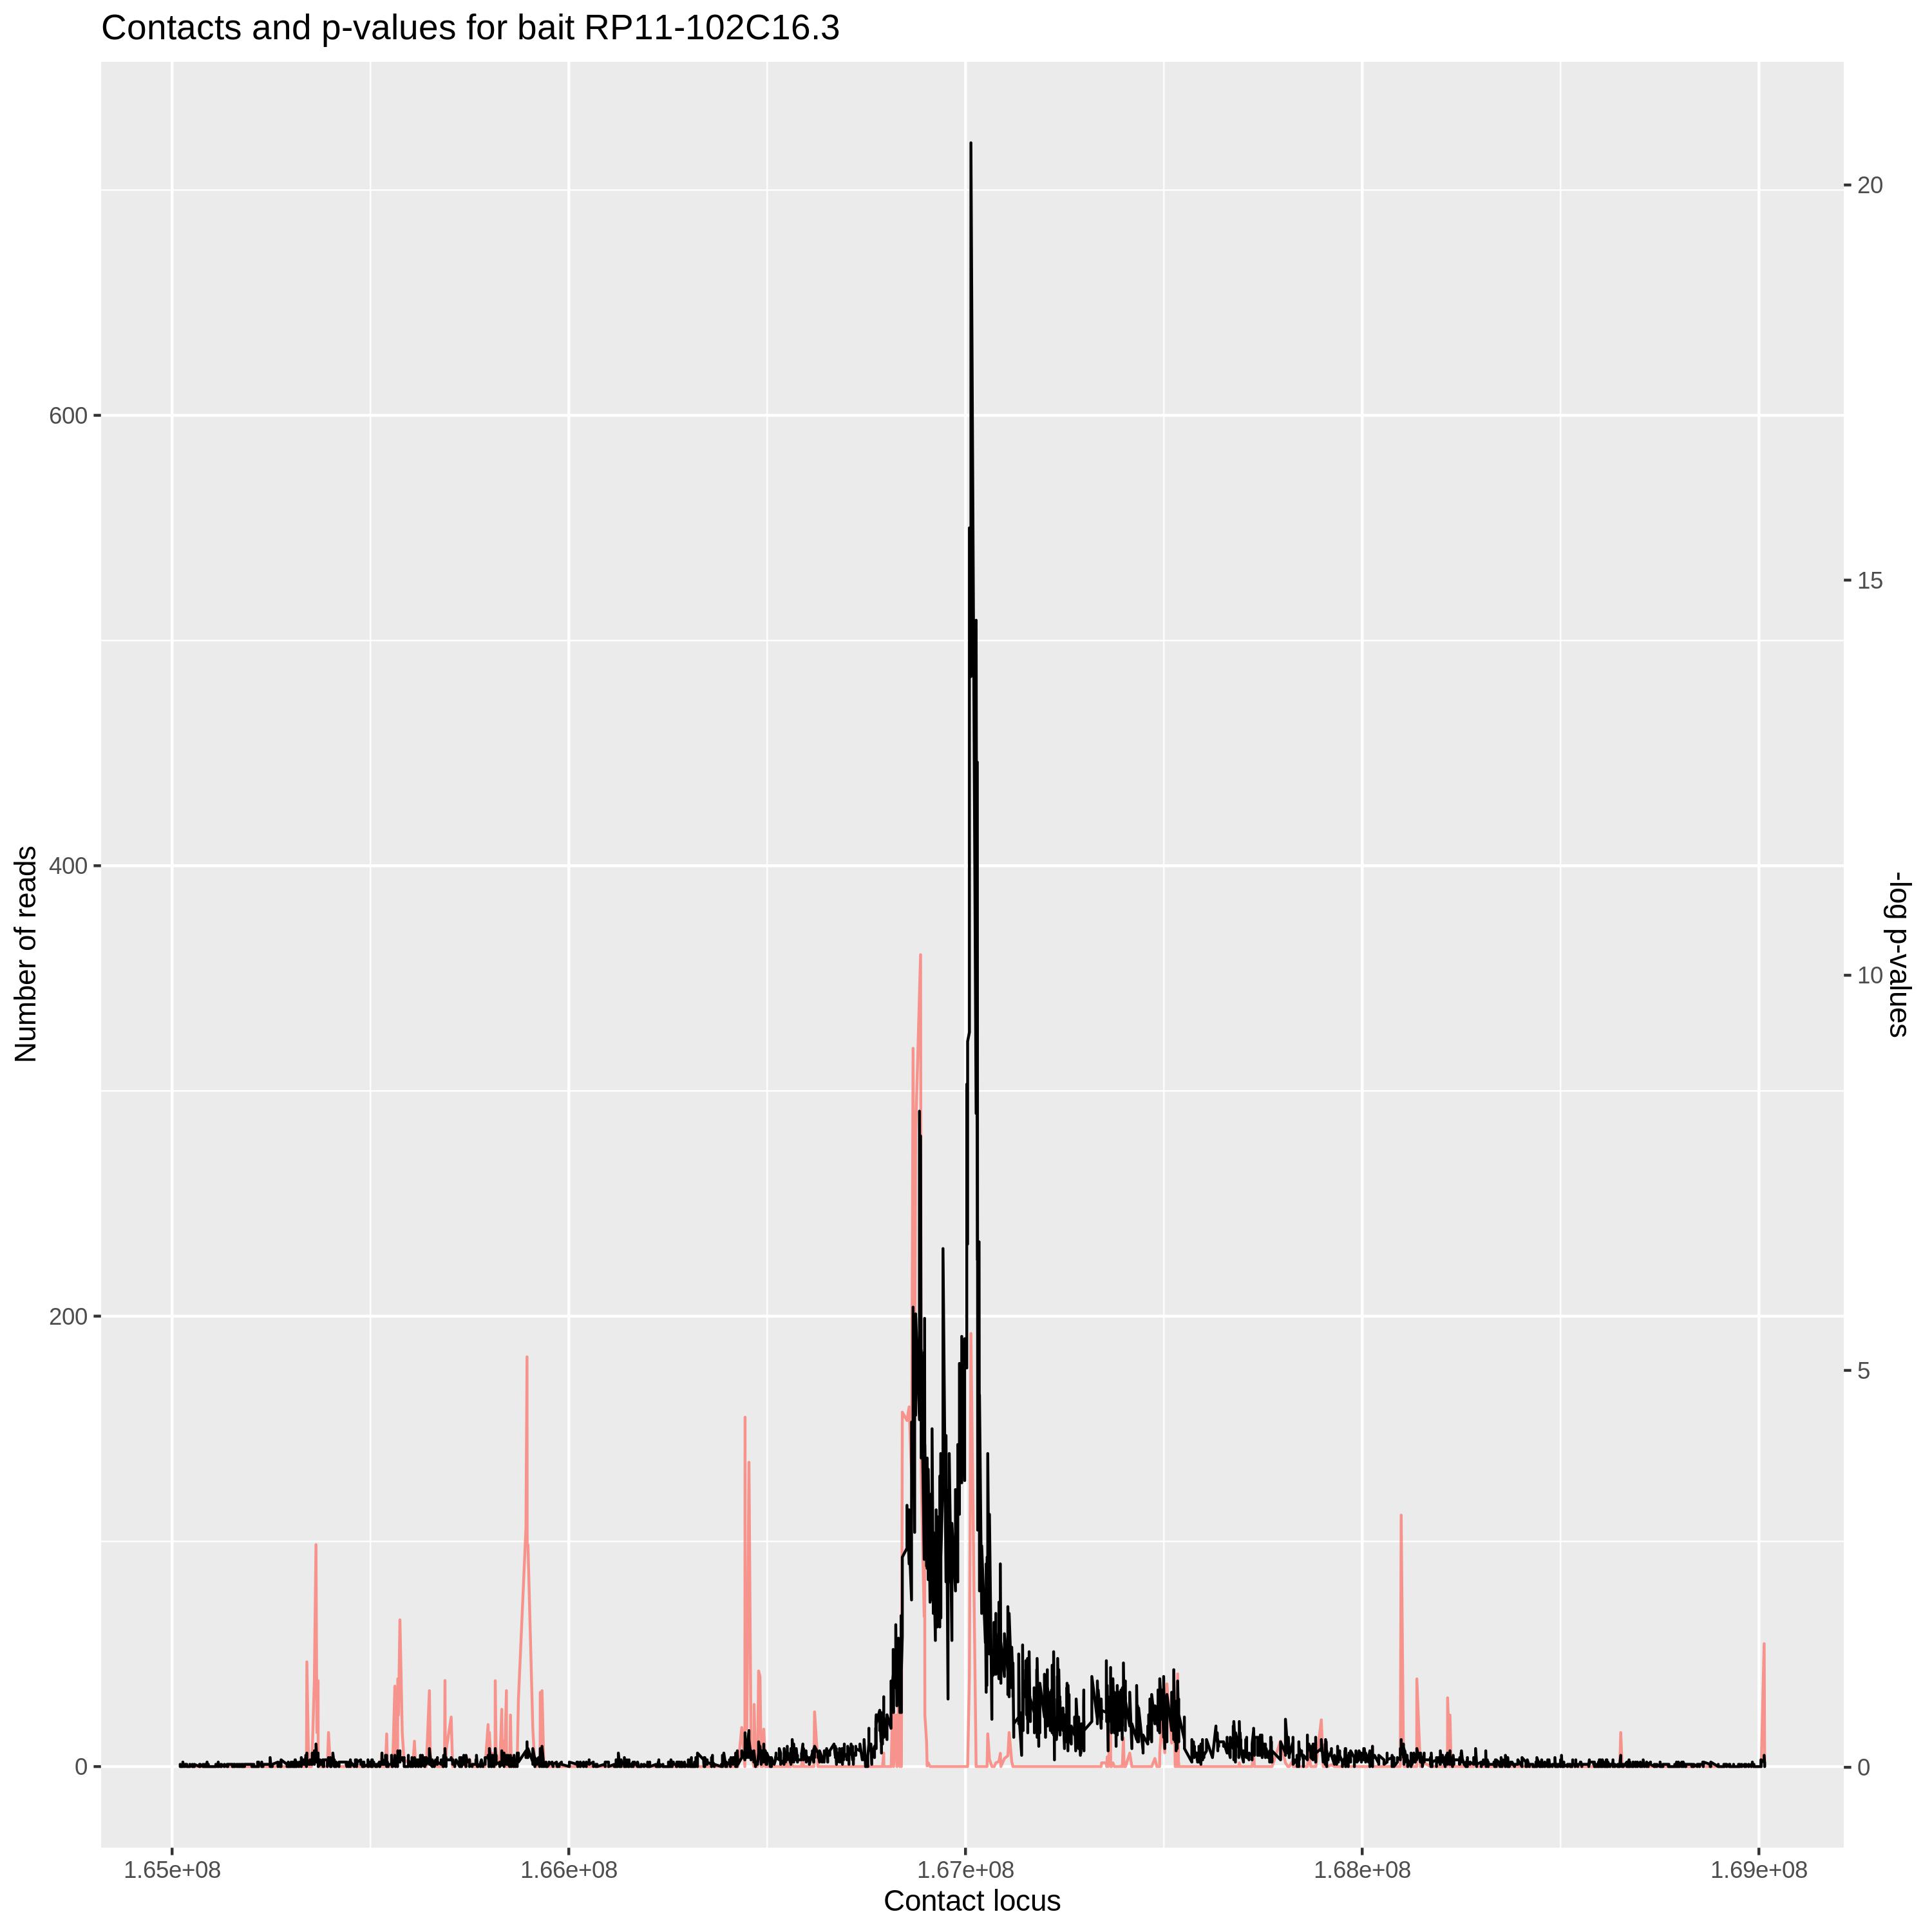 Contacts and p-values for bait RP11-102C16.3
Number of reads
600
400
200
0
20
15
10
5
0
-log p-values
1.65e+08
1.66e+08
1.67e+08
1.68e+08
1.69e+08
Contact locus